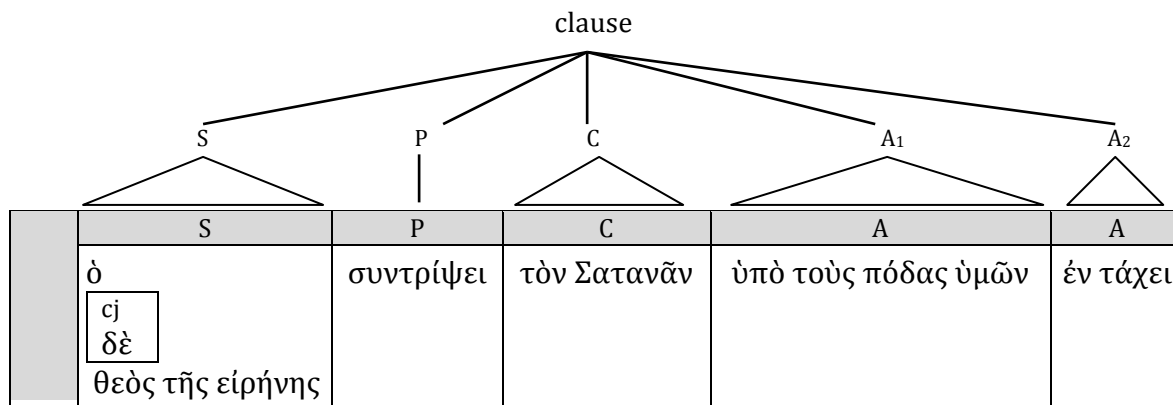 clause
S P C A₁ A₂
S P C A A
ὁ συντρίψει τὸν Σατανᾶν ὑπὸ τοὺς πόδας ὑμῶν ἐν τάχει
cj
δὲ
θεὸς τῆς εἰρήνης